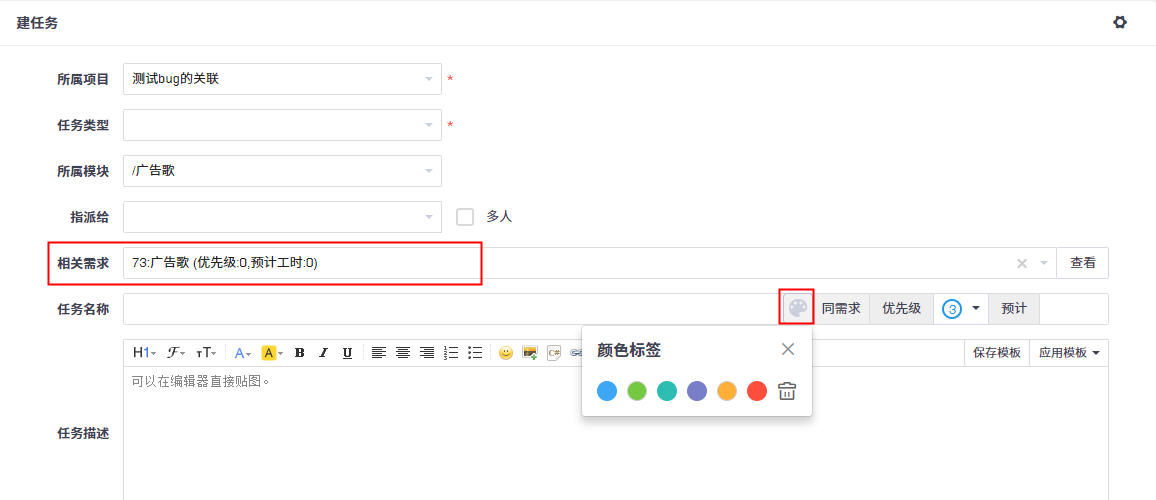 建任务
所属项目 测试bug的关联 *
任务类型 *
所属模块 /广告歌
指派给 多人
相关需求 73:广告歌 (优先级:0,预计工时:0) 查看
任务名称 同需求 优先级 3 预计
颜色标签
H1 ℱ тT A A B I U C# 保存模板 应用模板
可以在编辑器直接贴图。
任务描述